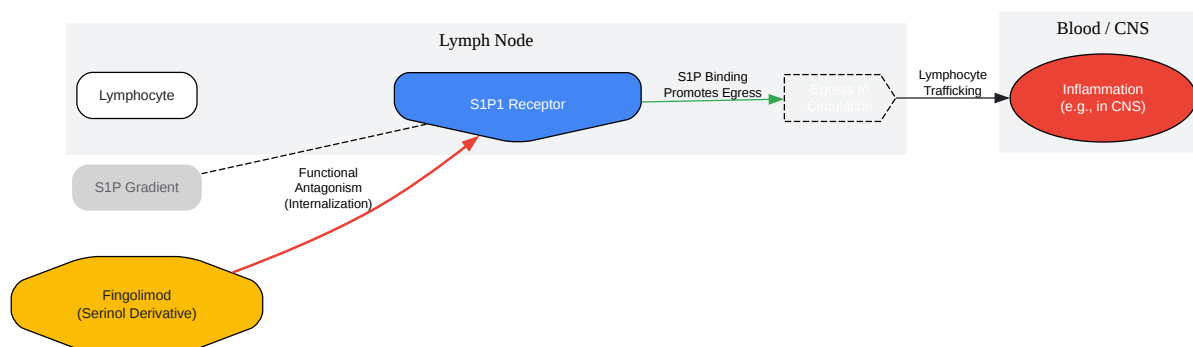 Lymph Node
Blood / CNS
Lymphocyte
S1P1 Receptor
S1P Binding
Promotes Egress
Egress to
Circulation
Lymphocyte
Trafficking
Inflammation
(e.g., in CNS)
S1P Gradient
Functional
Antagonism
(Internalization)
Fingolimod
(Serinol Derivative)